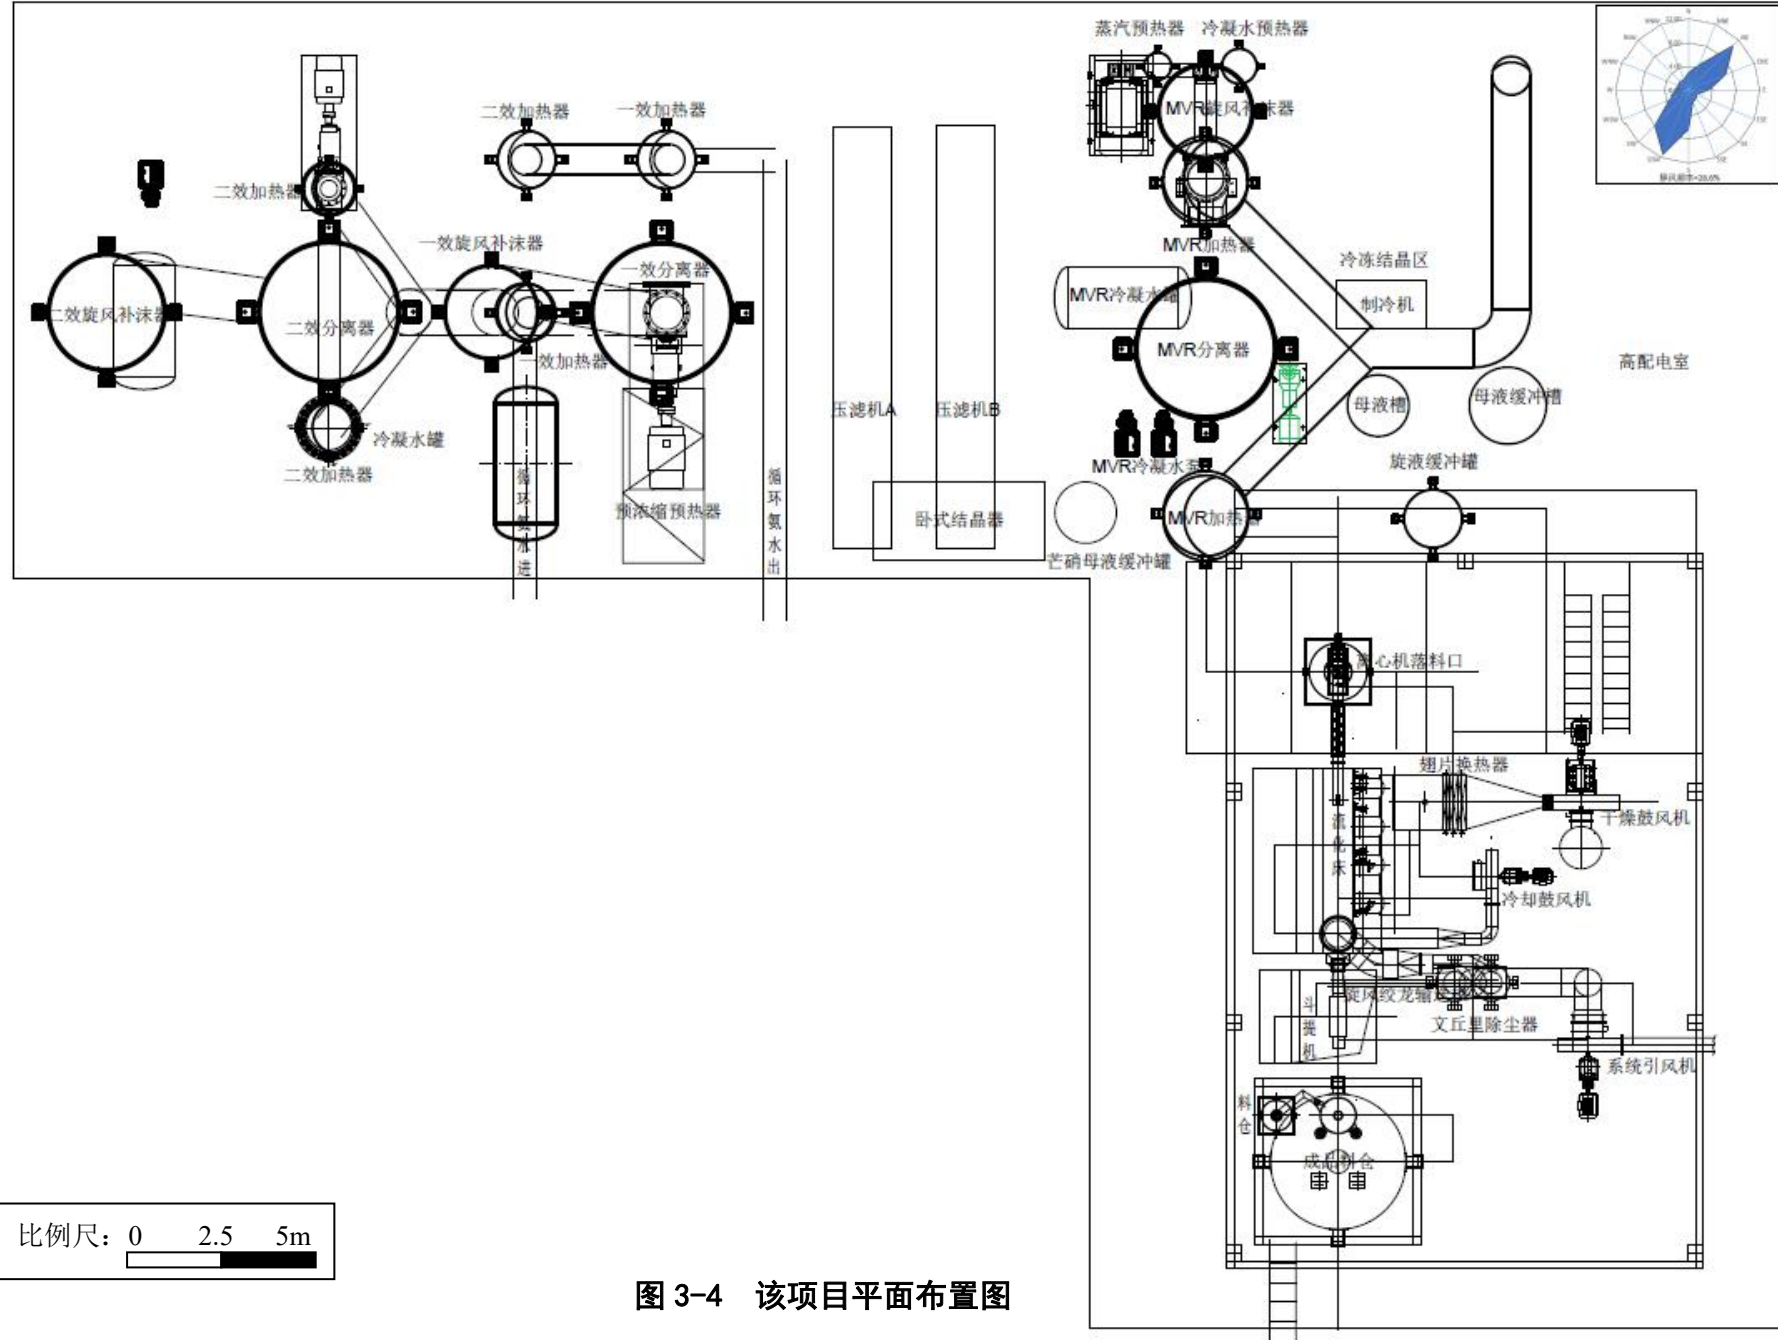 蒸汽预热器
冷凝水预热器
MVR旋风补沫器
静风频率=26.6%
二效加热器
一效加热器
二效加热器
一效旋风补沫器
一效分离器
MVR加热器
冷冻结晶区
MVR冷凝水罐
制冷机
二效旋风补沫器
二效分离器
一效加热器
MVR分离器
高配电室
压滤机A
压滤机B
母液槽
母液缓冲槽
冷凝水罐
二效加热器
MVR冷凝水泵
旋液缓冲罐
循环氨水进
预浓缩预热器
循环氨水出
卧式结晶器
MVR加热器
芒硝母液缓冲罐
离心机落料口
翅片换热器
流化床
干燥鼓风机
冷却鼓风机
旋风绞龙输送
斗提机
文丘里除尘器
系统引风机
料仓
成品料仓
比例尺：0 2.5 5m
图 3-4 该项目平面布置图